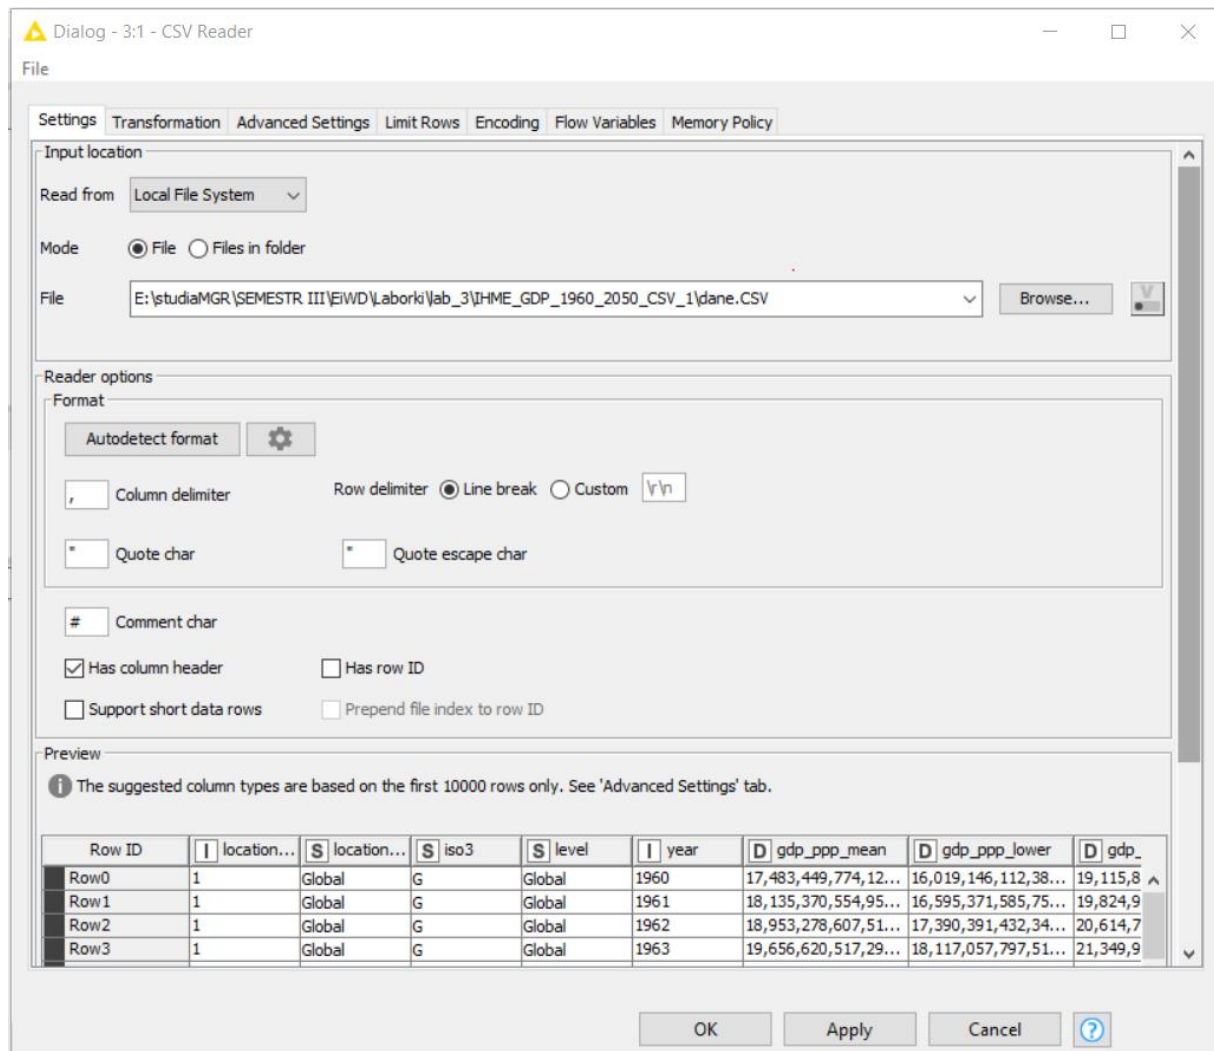 Dialog - 3:1 - CSV Reader
File
Settings Transformation Advanced Settings Limit Rows Encoding Flow Variables Memory Policy
Input location
Read from Local File System
Mode File Files in folder
File E:\studiaMGR\SEMESTR III\EiWD\Laborki\lab_3\IHME_GDP_1960_2050_CSV_1\dane.CSV Browse...
Reader options
Format
Autodetect format
, Column delimiter Row delimiter Line break Custom \r\n
" Quote char " Quote escape char
# Comment char
Has column header Has row ID
Support short data rows Prepend file index to row ID
Preview
The suggested column types are based on the first 10000 rows only. See 'Advanced Settings' tab.
Row ID I location... S location... S iso3 S level I year D gdp_ppp_mean D gdp_ppp_lower D gdp_
Row0 1 Global G Global 1960 17,483,449,774,12... 16,019,146,112,38... 19,115,8
Row1 1 Global G Global 1961 18,135,370,554,95... 16,595,371,585,75... 19,824,9
Row2 1 Global G Global 1962 18,953,278,607,51... 17,390,391,432,34... 20,614,7
Row3 1 Global G Global 1963 19,656,620,517,29... 18,117,057,797,51... 21,349,9
OK Apply Cancel ?